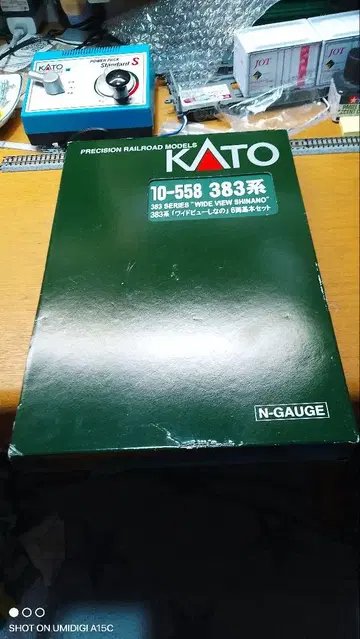 POWER PACK
Standard S
KATO
JOT
JOT
PRECISION RAILROAD MODELS
KATO
10-558 383系
383 SERIES "WIDE VIEW SHINANO"
383系「ワイドビューしなの」6両基本セット
N-GAUGE
SHOT ON UMIDIGI A15C